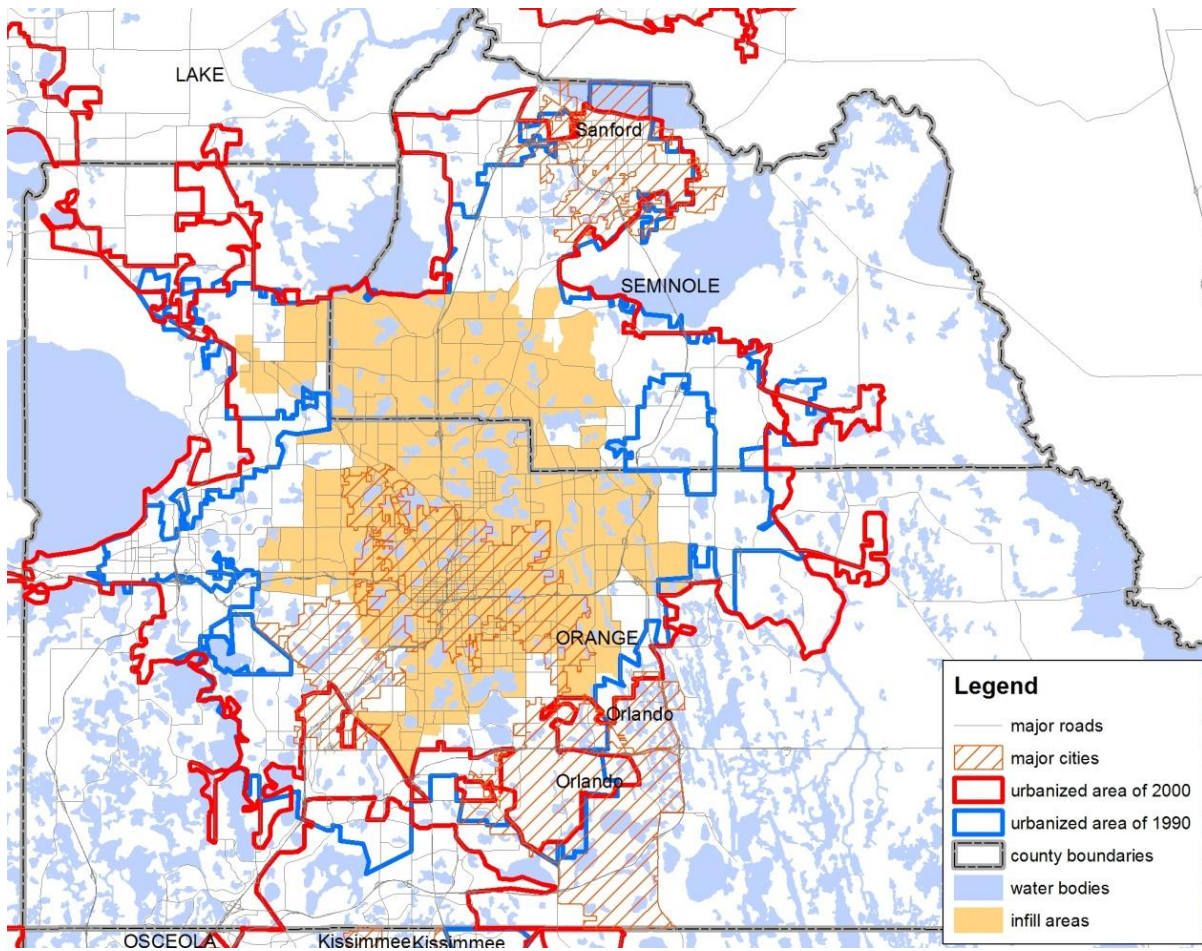 LAKE
Sanford
SEMINOLE
ORANGE
Orlando
Orlando
OSCEOLA
Kissimmee
Kissimmee
Legend
major roads
major cities
urbanized area of 2000
urbanized area of 1990
county boundaries
water bodies
infill areas